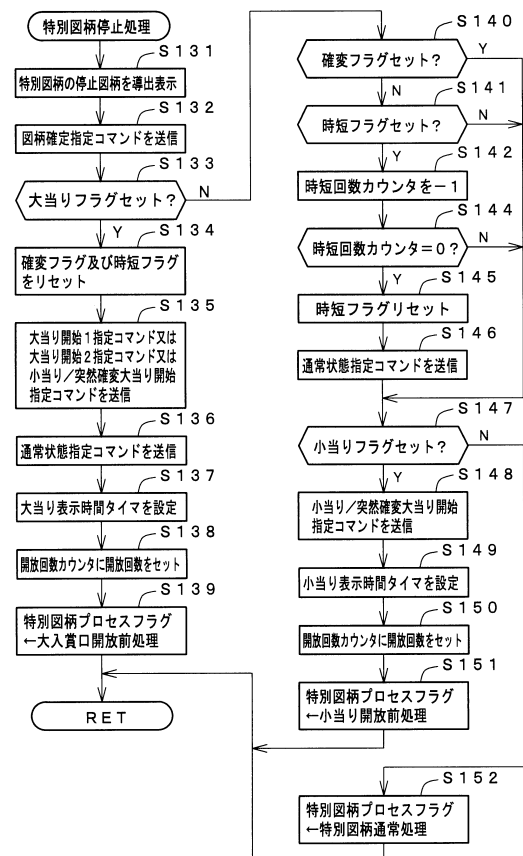 特別図柄停止処理
S131
特別図柄の停止図柄を導出表示
S132
図柄確定指定コマンドを送信
S133
大当りフラグセット？
N
Y
S134
確変フラグ及び時短フラグ
をリセット
S135
大当り開始1指定コマンド又は
大当り開始2指定コマンド又は
小当り／突然確変大当り開始
指定コマンドを送信
S136
通常状態指定コマンドを送信
S137
大当り表示時間タイマを設定
S138
開放回数カウンタに開放回数をセット
S139
特別図柄プロセスフラグ
←大入賞口開放前処理
RET
S140
確変フラグセット？
Y
N
S141
時短フラグセット？
N
Y
S142
時短回数カウンタを－1
S144
時短回数カウンタ＝0？
N
Y
S145
時短フラグリセット
S146
通常状態指定コマンドを送信
S147
小当りフラグセット？
N
Y
S148
小当り／突然確変大当り開始
指定コマンドを送信
S149
小当り表示時間タイマを設定
S150
開放回数カウンタに開放回数をセット
S151
特別図柄プロセスフラグ
←小当り開放前処理
S152
特別図柄プロセスフラグ
←特別図柄通常処理